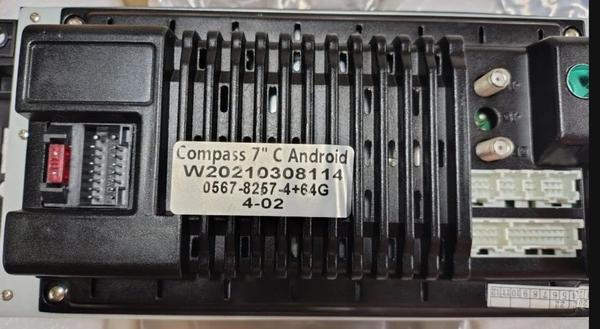 Compass 7" C Android
W20210308114
0567-8257-4+64G
4-02